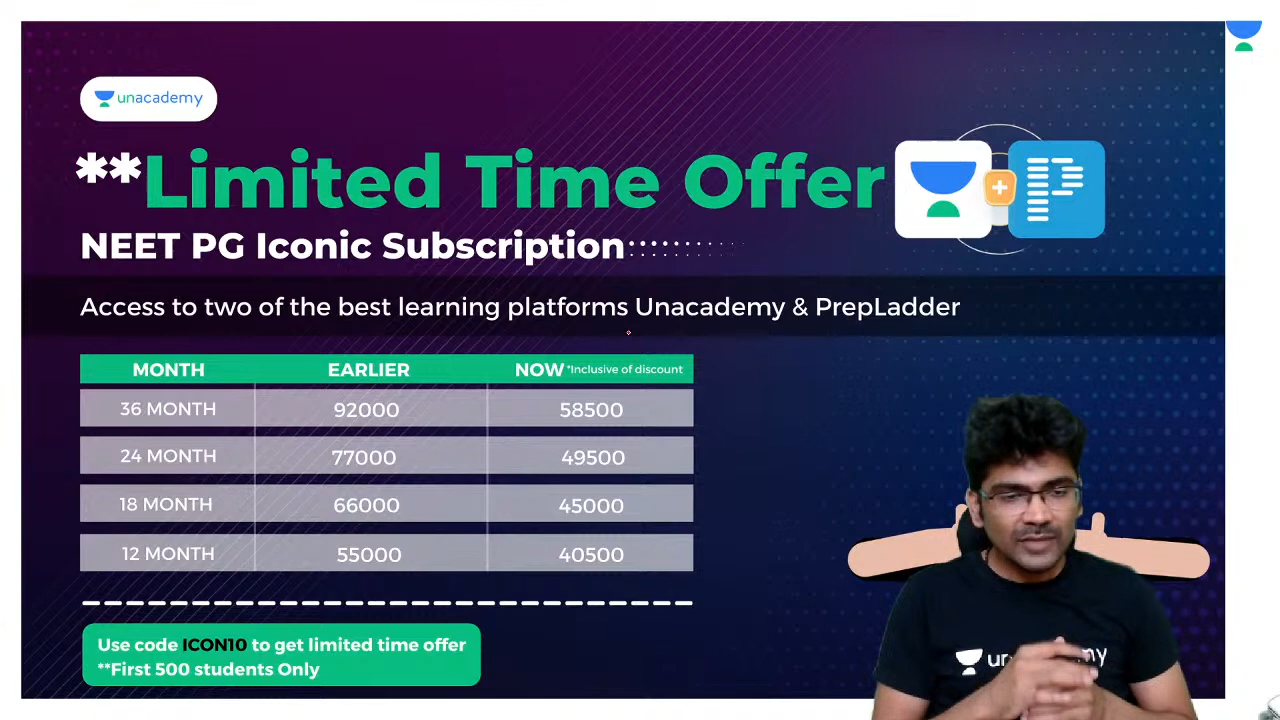 unacademy
**Limited Time Offer
NEET PG Iconic Subscription
Access to two of the best learning platforms Unacademy & PrepLadder
MONTH EARLIER NOW *Inclusive of discount
36 MONTH 92000 58500
24 MONTH 77000 49500
18 MONTH 66000 45000
12 MONTH 55000 40500
Use code ICON10 to get limited time offer
**First 500 students Only